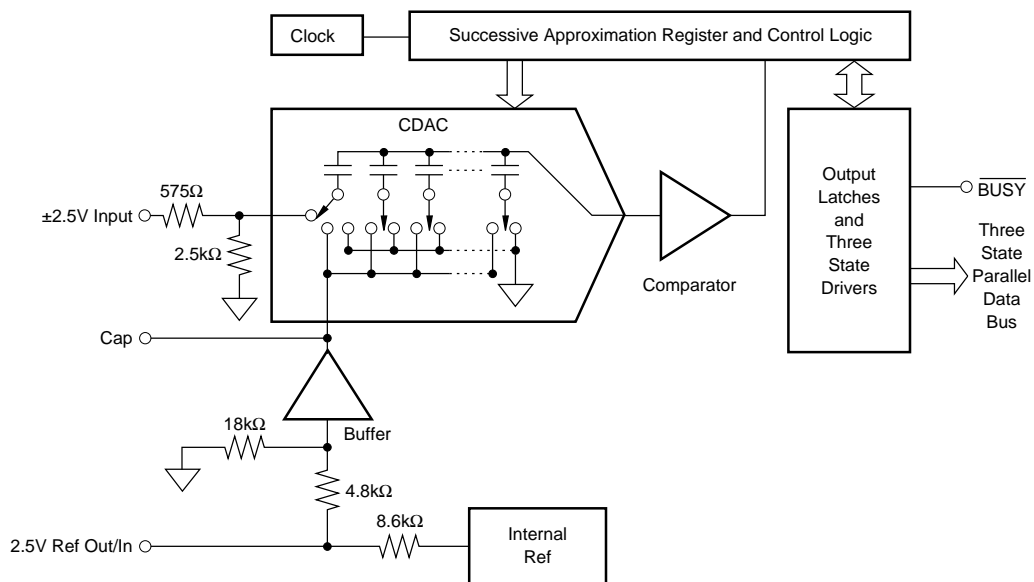 Clock
Successive Approximation Register and Control Logic
CDAC
±2.5V Input
575Ω
2.5kΩ
Comparator
Output
Latches
and
Three
State
Drivers
BUSY
Three
State
Parallel
Data
Bus
Cap
Buffer
18kΩ
4.8kΩ
2.5V Ref Out/In
8.6kΩ
Internal
Ref